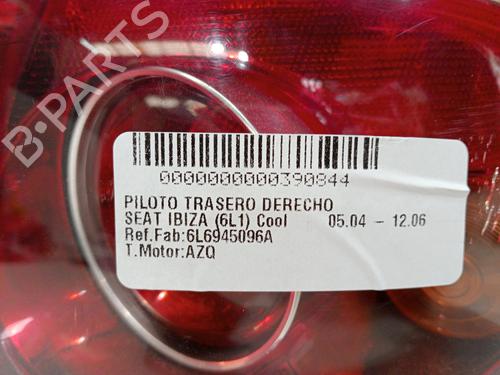 B-PARTS
0000000000390844
PILOTO TRASERO DERECHO
SEAT IBIZA (6L1) Cool 05.04 - 12.06
Ref.Fab:6L6945096A
T.Motor:AZQ